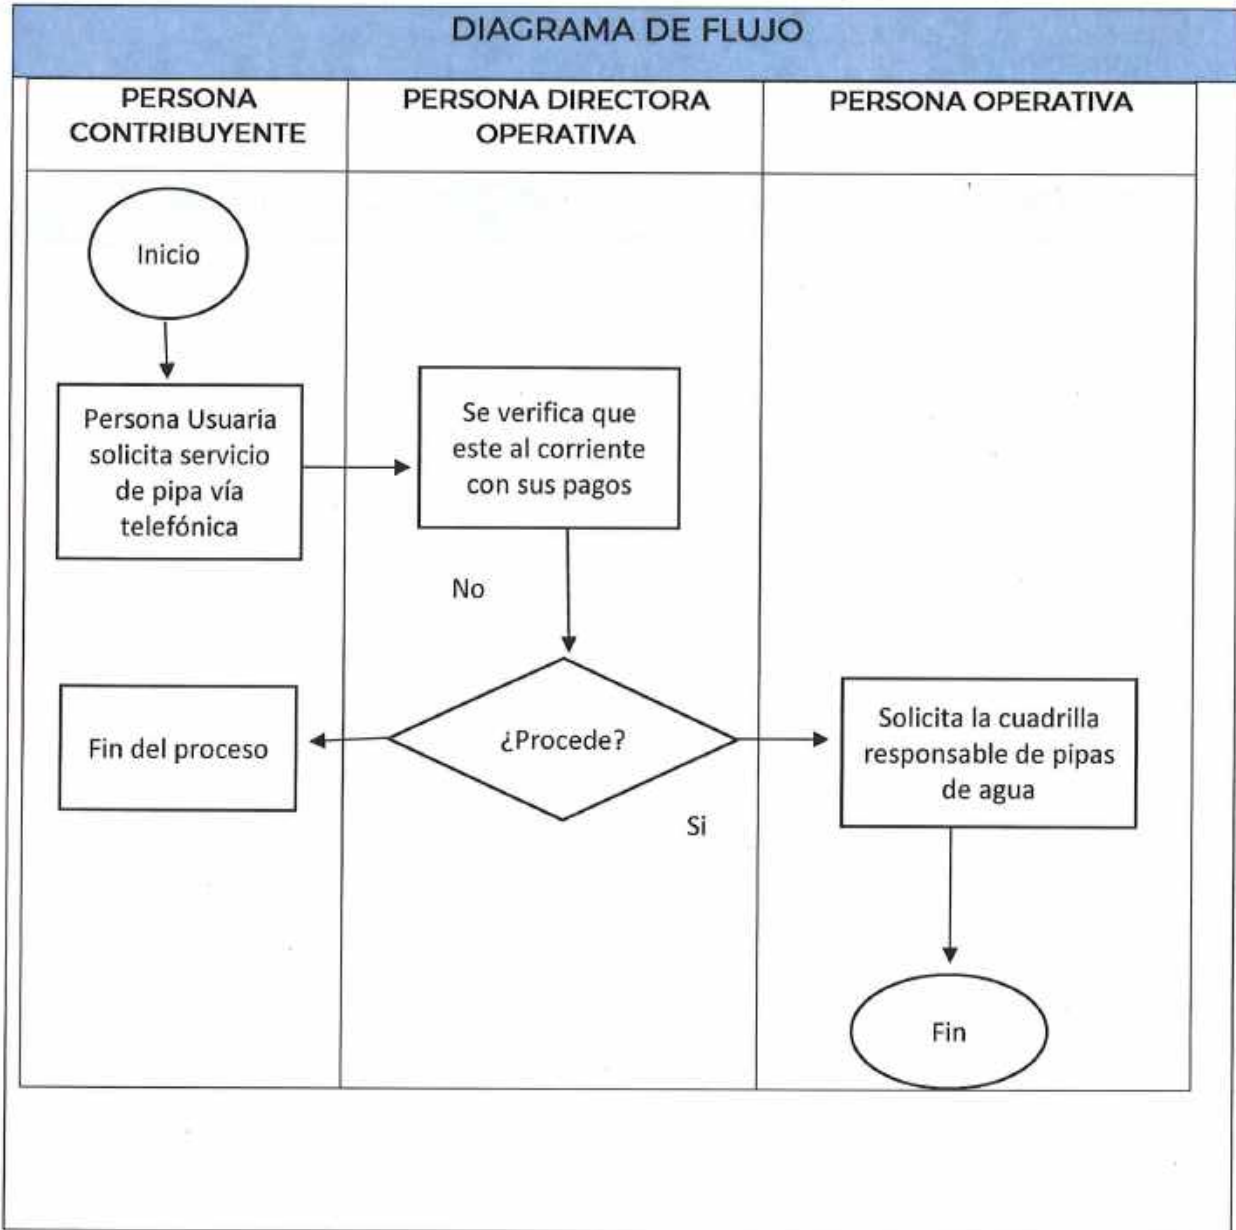 DIAGRAMA DE FLUJO
PERSONA
CONTRIBUYENTE
PERSONA DIRECTORA
OPERATIVA
PERSONA OPERATIVA
Inicio
Persona Usuaria
solicita servicio
de pipa vía
telefónica
Se verifica que
este al corriente
con sus pagos
No
Fin del proceso
¿Procede?
Si
Solicita la cuadrilla
responsable de pipas
de agua
Fin